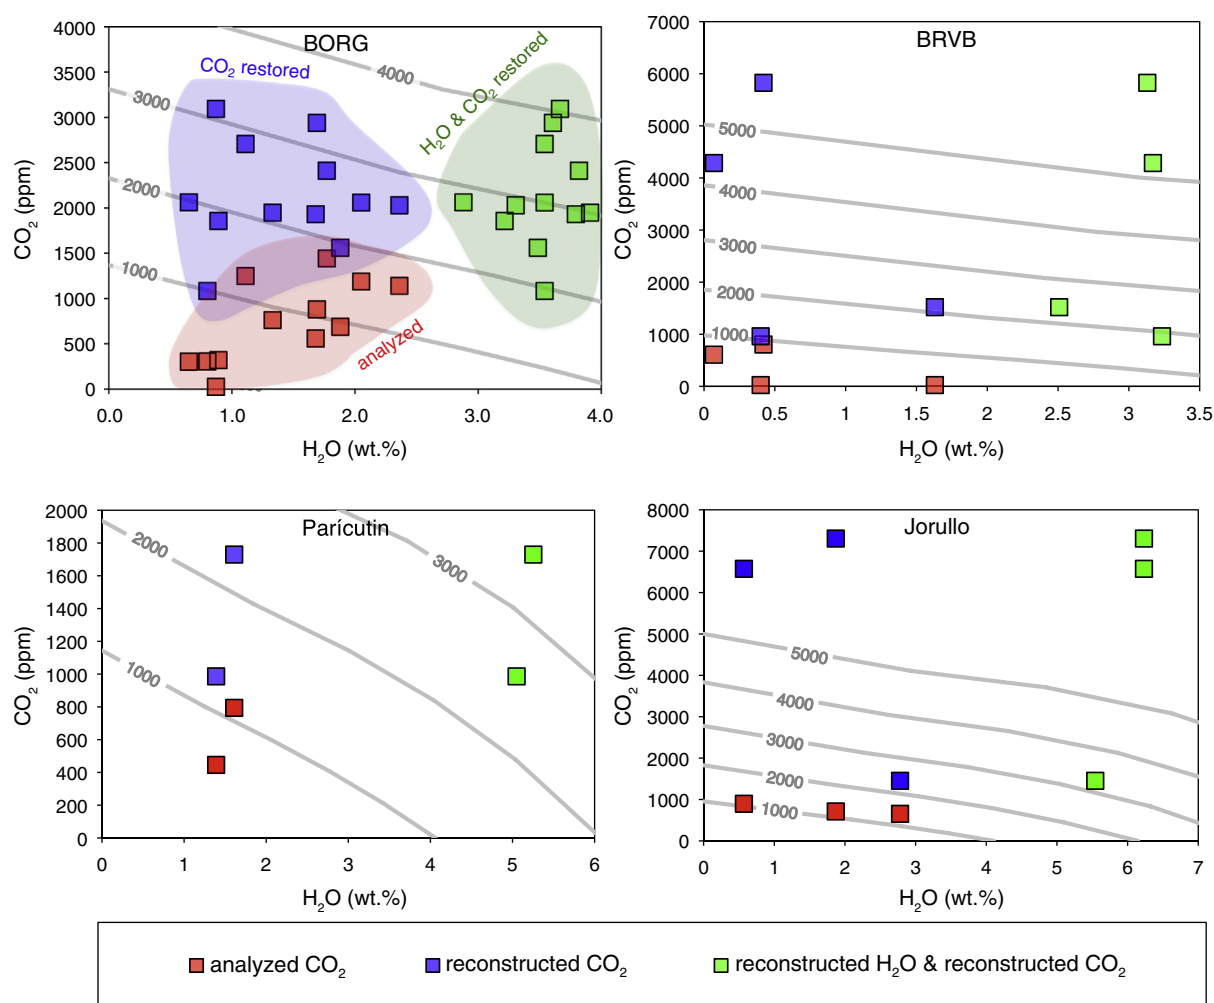 BORG
4000
3500
3000
2500
2000
1500
1000
500
0
CO2 (ppm)
0.0 1.0 2.0 3.0 4.0
H2O (wt.%)
CO2 restored
H2O & CO2 restored
analyzed
4000
3000
2000
1000
BRVB
7000
6000
5000
4000
3000
2000
1000
0
CO2 (ppm)
0 0.5 1 1.5 2 2.5 3 3.5
H2O (wt.%)
5000
4000
3000
2000
1000
Parícutin
2000
1800
1600
1400
1200
1000
800
600
400
200
0
CO2 (ppm)
0 1 2 3 4 5 6
H2O (wt.%)
2000
3000
1000
Jorullo
8000
7000
6000
5000
4000
3000
2000
1000
0
CO2 (ppm)
0 1 2 3 4 5 6 7
H2O (wt.%)
5000
4000
3000
2000
1000
analyzed CO2
reconstructed CO2
reconstructed H2O & reconstructed CO2